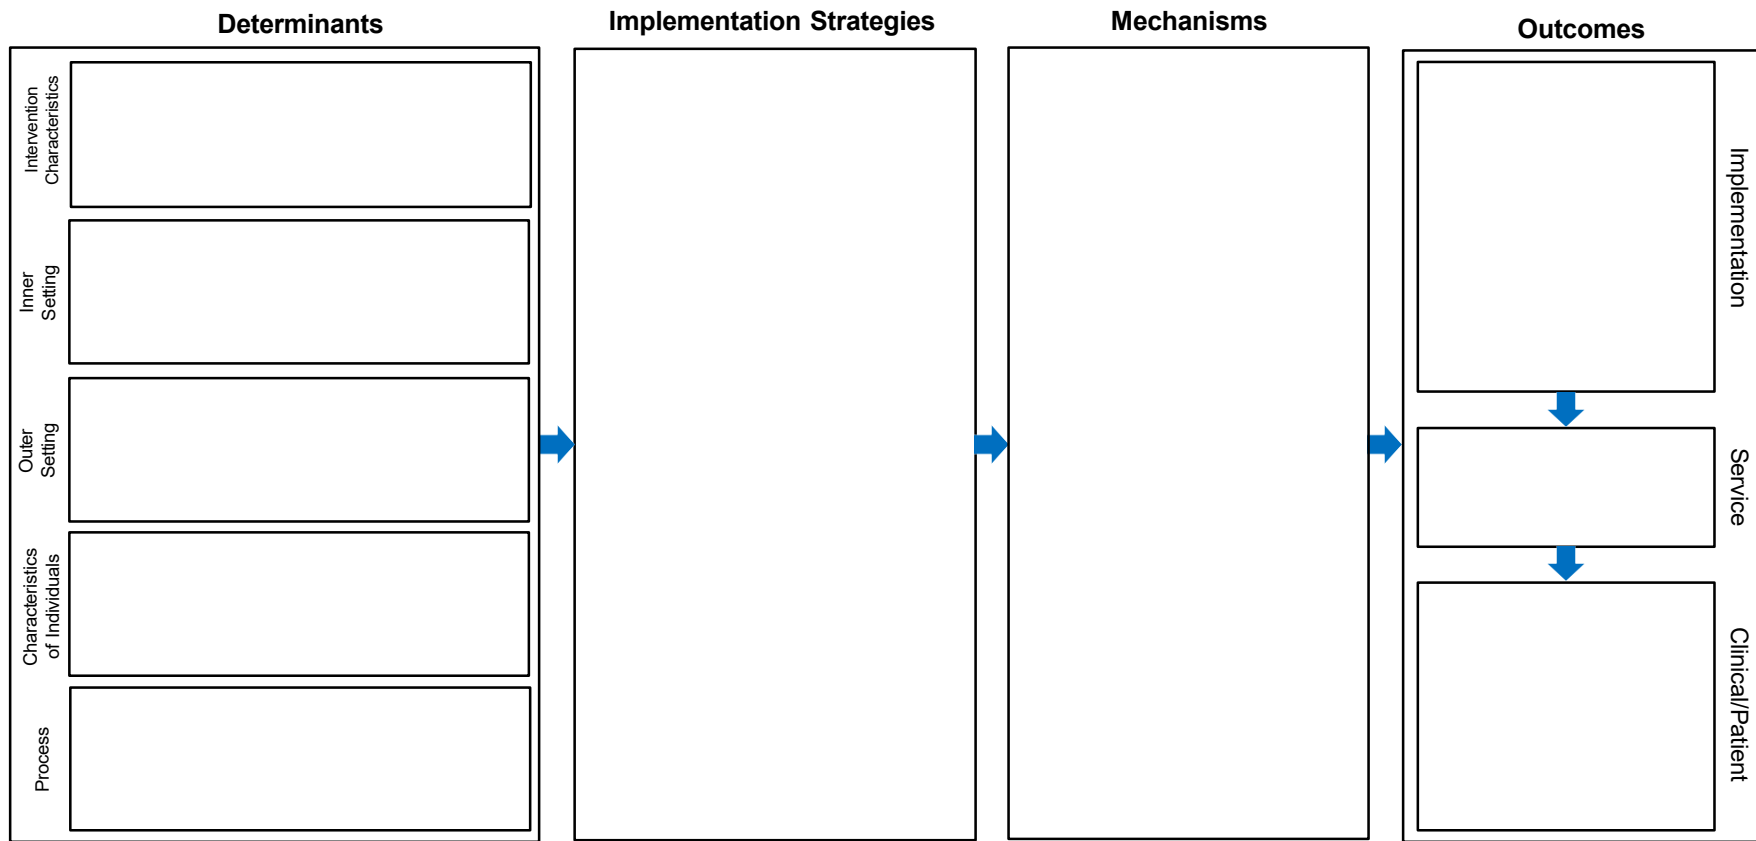 Determinants
Implementation Strategies
Mechanisms
Outcomes
Intervention
Characteristics
Inner
Setting
Outer
Setting
Characteristics
of Individuals
Process
Implementation
Service
Clinical/Patient